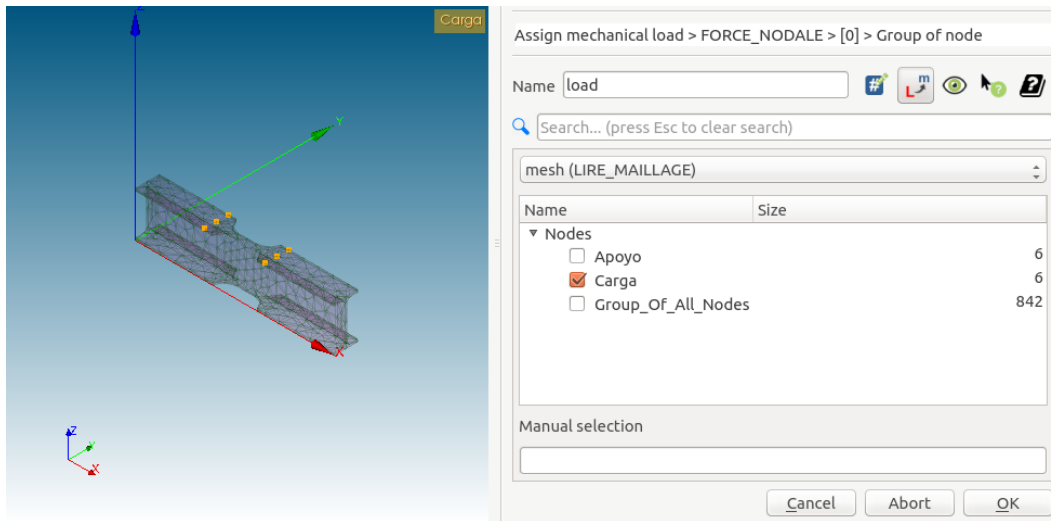 Carga
Z
Y
X
Z
Y
X
Assign mechanical load > FORCE_NODALE > [0] > Group of node
Name load
Search... (press Esc to clear search)
mesh (LIRE_MAILLAGE)
Name Size
Nodes
Apoyo 6
Carga 6
Group_Of_All_Nodes 842
Manual selection
Cancel Abort OK